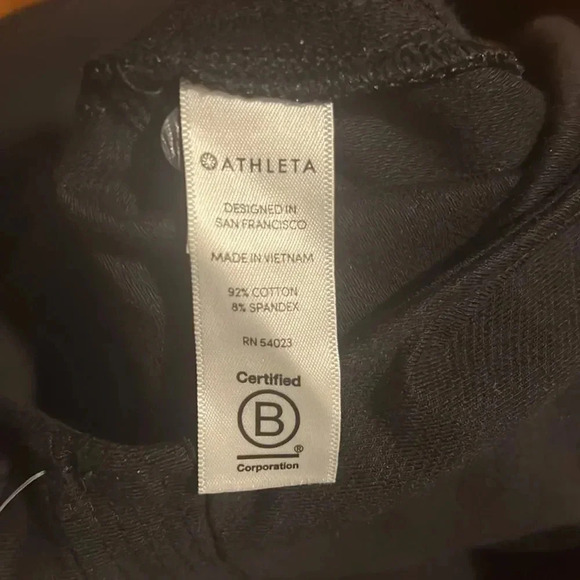 ATHLETA
DESIGNED IN
SAN FRANCISCO
MADE IN VIETNAM
92% COTTON
8% SPANDEX
RN 54023
Certified
B
®
Corporation